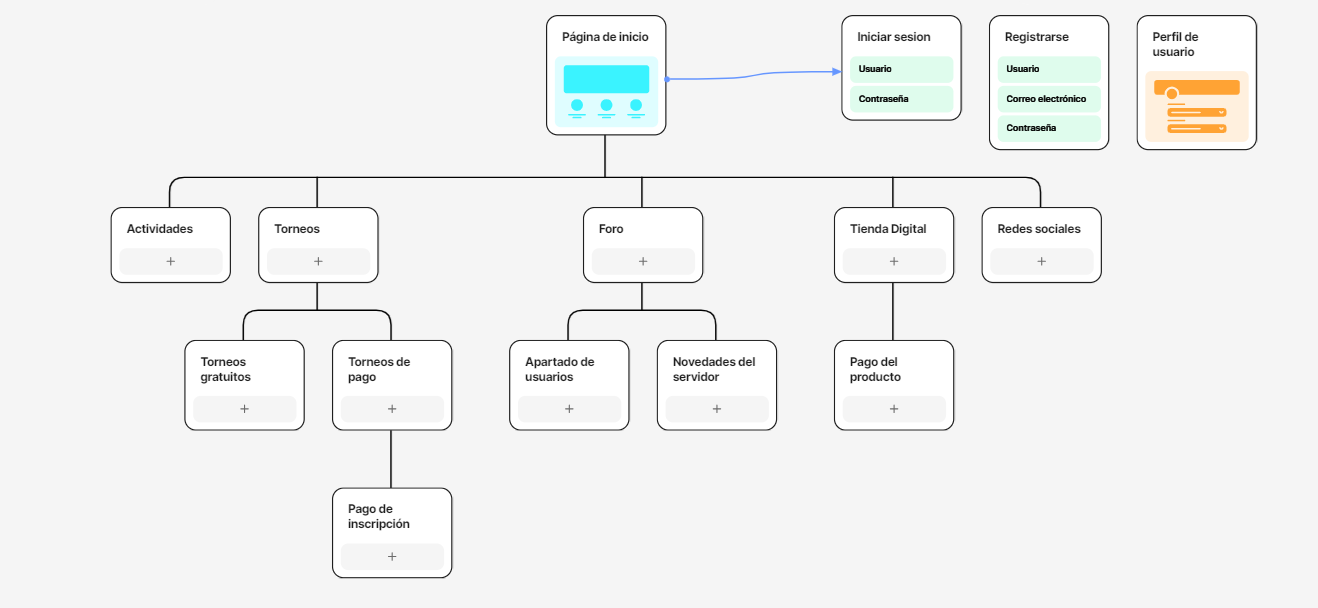 Página de inicio
Iniciar sesion
Usuario
Contraseña
Registrarse
Usuario
Correo electrónico
Contraseña
Perfil de
usuario
Actividades
+
Torneos
+
Foro
+
Tienda Digital
+
Redes sociales
+
Torneos
gratuitos
+
Torneos de
pago
+
Apartado de
usuarios
+
Novedades del
servidor
+
Pago del
producto
+
Pago de
inscripción
+